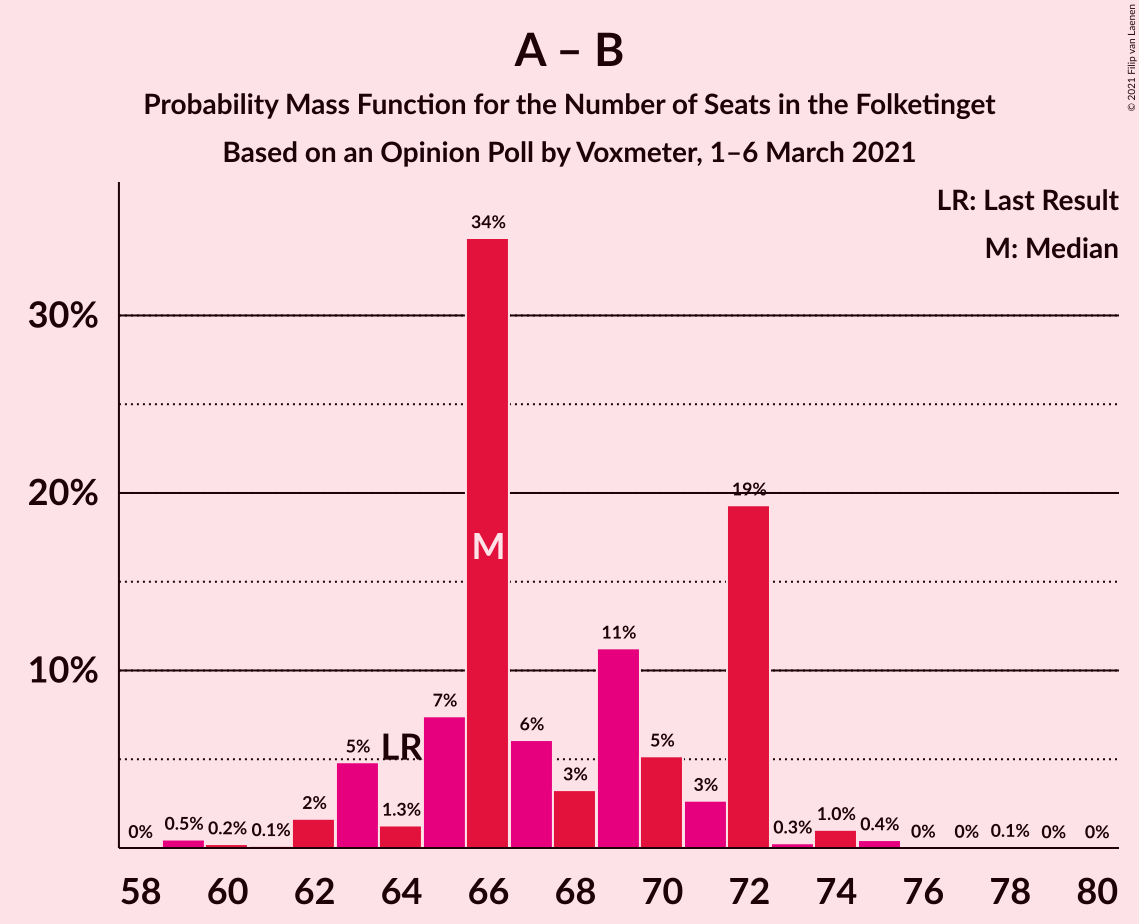 A – B
Probability Mass Function for the Number of Seats in the Folketinget
Based on an Opinion Poll by Voxmeter, 1–6 March 2021
© 2021 Filip van Laenen
LR: Last Result
M: Median
30%
20%
10%
0%
0.5%
0.2%
0.1%
2%
5%
1.3%
LR
7%
34%
M
6%
3%
11%
5%
3%
19%
0.3%
1.0%
0.4%
0%
0%
0.1%
0%
0%
58 60 62 64 66 68 70 72 74 76 78 80